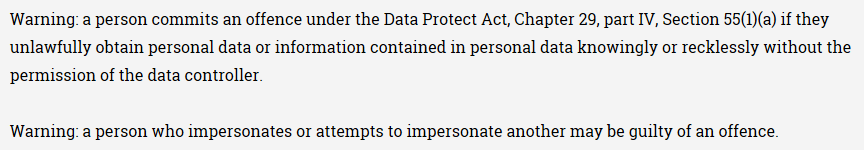 Warning: a person commits an offence under the Data Protect Act, Chapter 29, part IV, Section 55(1)(a) if they
unlawfully obtain personal data or information contained in personal data knowingly or recklessly without the
permission of the data controller.
Warning: a person who impersonates or attempts to impersonate another may be guilty of an offence.